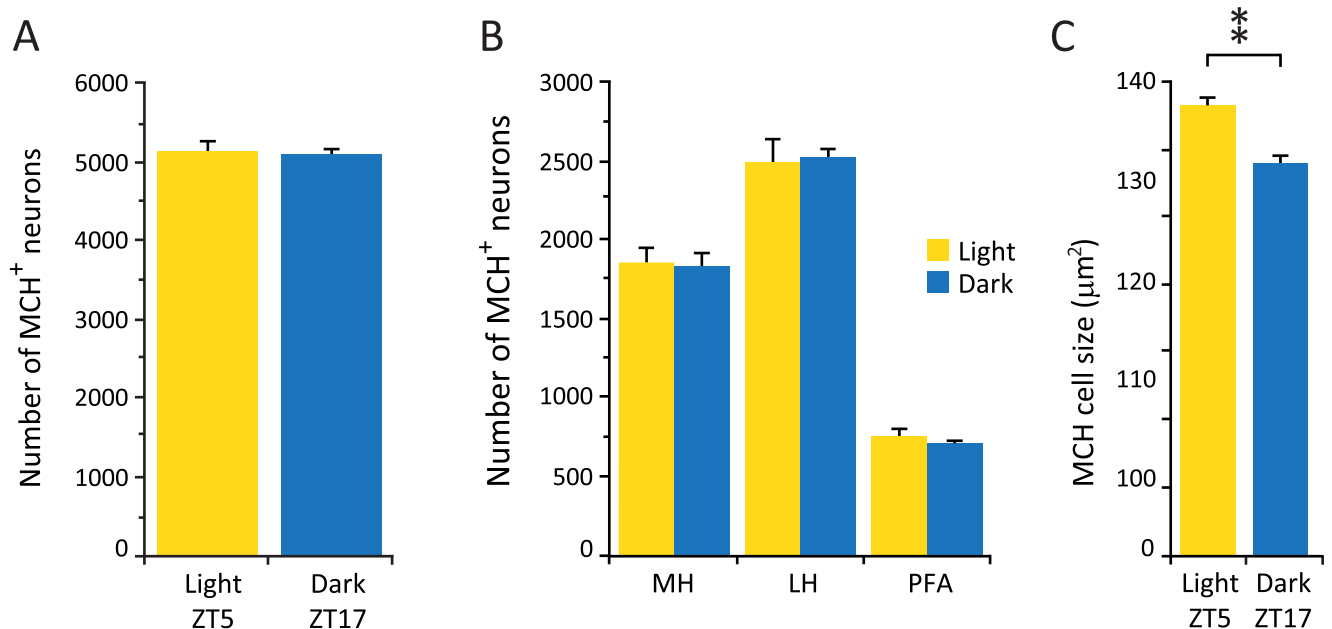 A
Number of MCH⁺ neurons
6000
5000
4000
3000
2000
1000
0
Light
ZT5
Dark
ZT17
B
Number of MCH⁺ neurons
3000
2500
2000
1500
1000
500
0
MH
LH
PFA
Light
Dark
C
**
MCH cell size (μm²)
140
130
120
110
100
0
Light
ZT5
Dark
ZT17